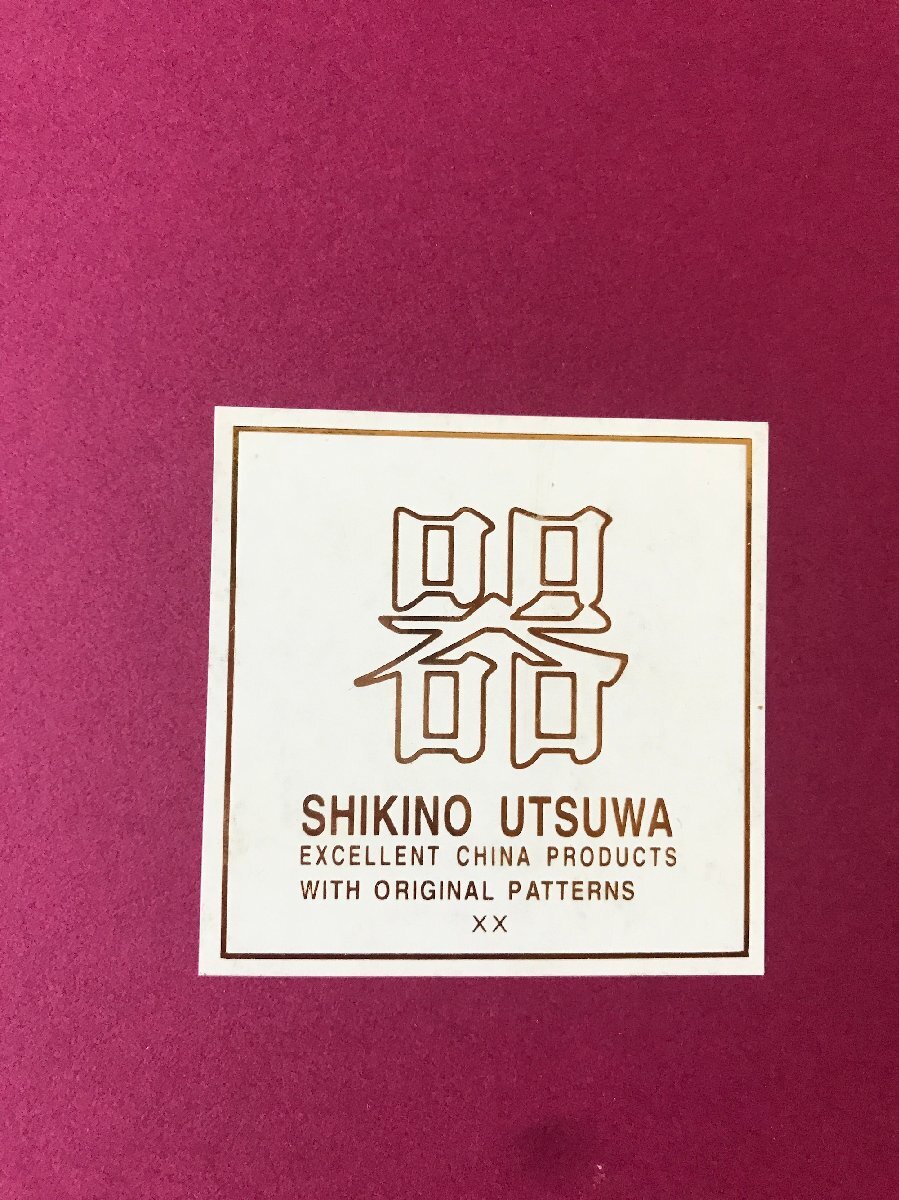 器
SHIKINO UTSUWA
EXCELLENT CHINA PRODUCTS
WITH ORIGINAL PATTERNS
XX